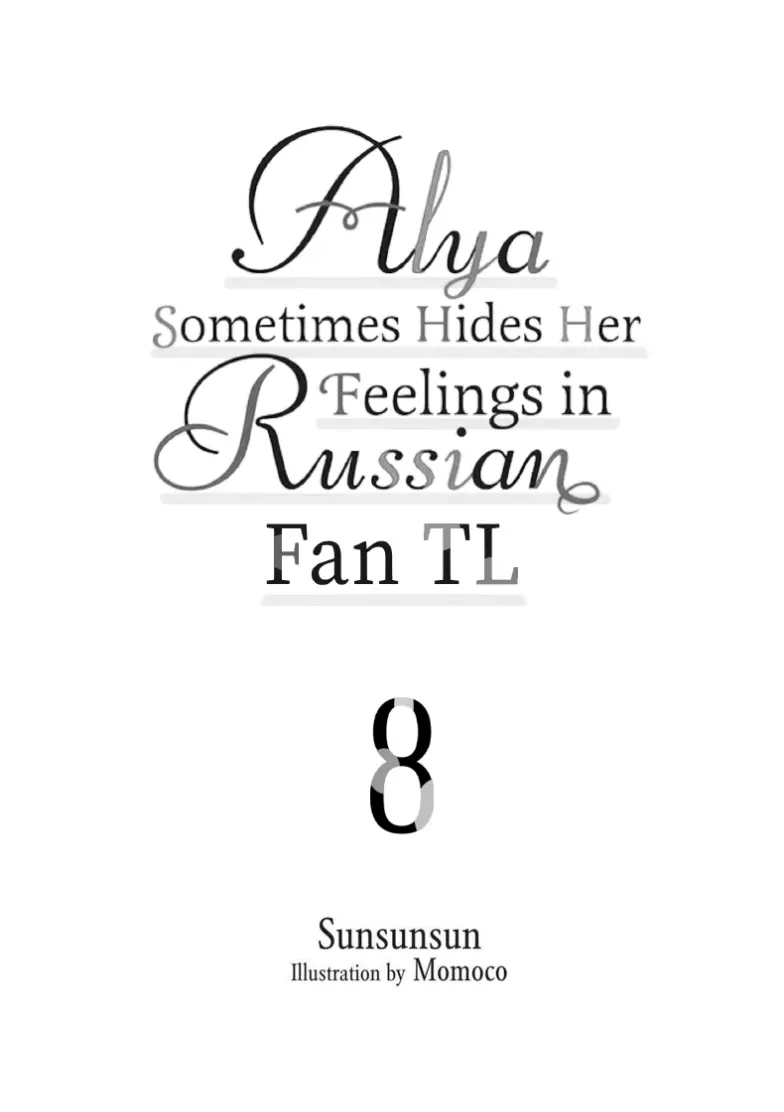 Alya
Sometimes Hides Her
Feelings in
Russian
Fan TL
8
Sunsunsun
Illustration by Momoco